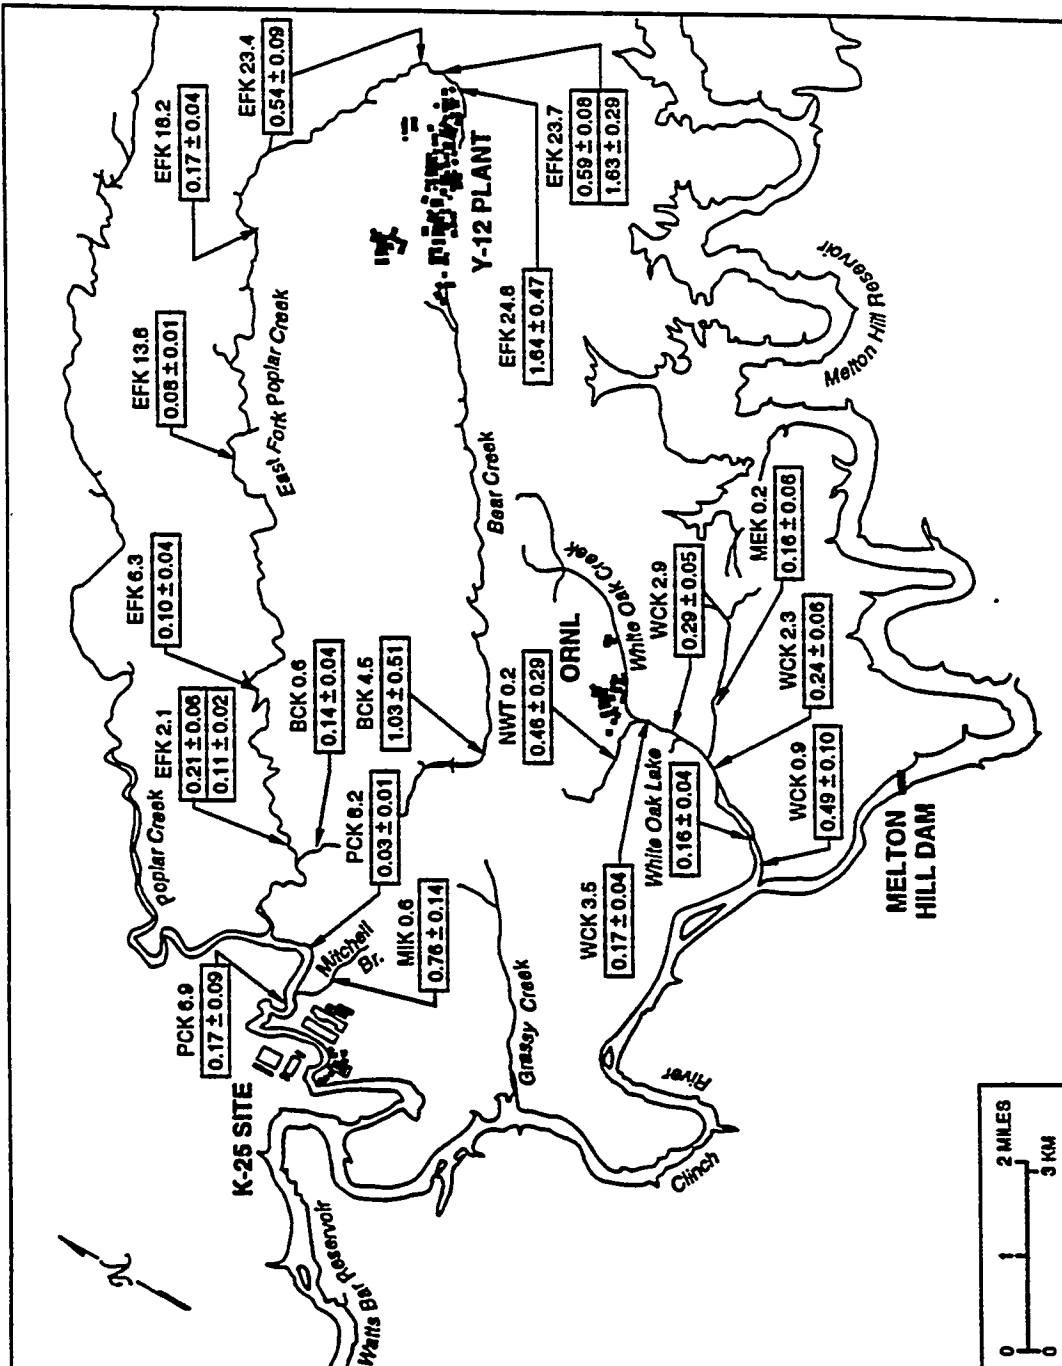 EFK 23.4
0.54 ± 0.09
EFK 18.2
0.17 ± 0.04
EFK 13.8
0.08 ± 0.01
EFK 6.3
0.10 ± 0.04
EFK 2.1
0.21 ± 0.06
0.11 ± 0.02
Poplar Creek
PCK 6.9
0.17 ± 0.09
K-25 SITE
N
Watts Bar Reservoir
East Fork Poplar Creek
EFK 23.7
0.59 ± 0.08
1.63 ± 0.29
Y-12 PLANT
EFK 24.8
1.64 ± 0.47
Bear Creek
BCK 0.6
0.14 ± 0.04
BCK 4.5
1.03 ± 0.51
PCK 8.2
0.03 ± 0.01
Mitchell
Br.
MIK 0.6
0.76 ± 0.14
Grassy Creek
Melton Hill Reservoir
White Oak Creek
ORNL
NWT 0.2
0.46 ± 0.29
WCK 2.9
0.29 ± 0.05
MEK 0.2
0.16 ± 0.06
WCK 2.3
0.24 ± 0.06
WCK 0.9
0.49 ± 0.10
White Oak Lake
0.16 ± 0.04
WCK 3.5
0.17 ± 0.04
MELTON
HILL DAM
Clinch
River
0 1 2 MILES
0 3 KM